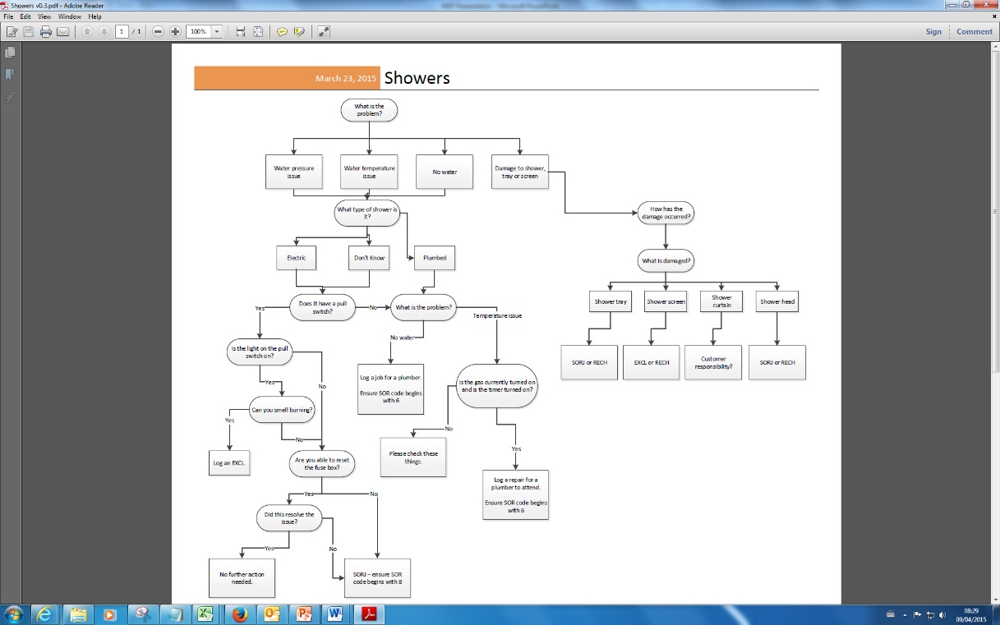 Showers v0.3.pdf - Adobe Reader
File Edit View Window Help
1 / 1
100%
Sign
Comment
March 23, 2015
Showers
What is the
problem?
Water pressure
issue
Water temperature
issue
No water
Damage to shower,
tray or screen
What type of shower is
it?
How has the
damage occurred?
Electric
Don't Know
Plumbed
What is damaged?
Does it have a pull
switch?
Yes
No
What is the problem?
Temperature issue
Shower tray
Shower screen
Shower
curtain
Shower head
No water
Is the light on the pull
switch on?
SORJ or RECH
EXCL or RECH
Customer
responsibility?
SORJ or RECH
Yes
No
Log a job for a plumber.
Ensure SOR code begins
with 6
Is the gas currently turned on
and is the timer turned on?
Can you smell burning?
Yes
No
No
Yes
Log an EXCL.
Are you able to reset
the fuse box?
Please check these
things.
Log a repair for a
plumber to attend.
Ensure SOR code begins
with 6
Yes
No
Did this resolve the
issue?
Yes
No
No further action
needed.
SORJ – ensure SOR
code begins with 8
08:29
09/04/2015